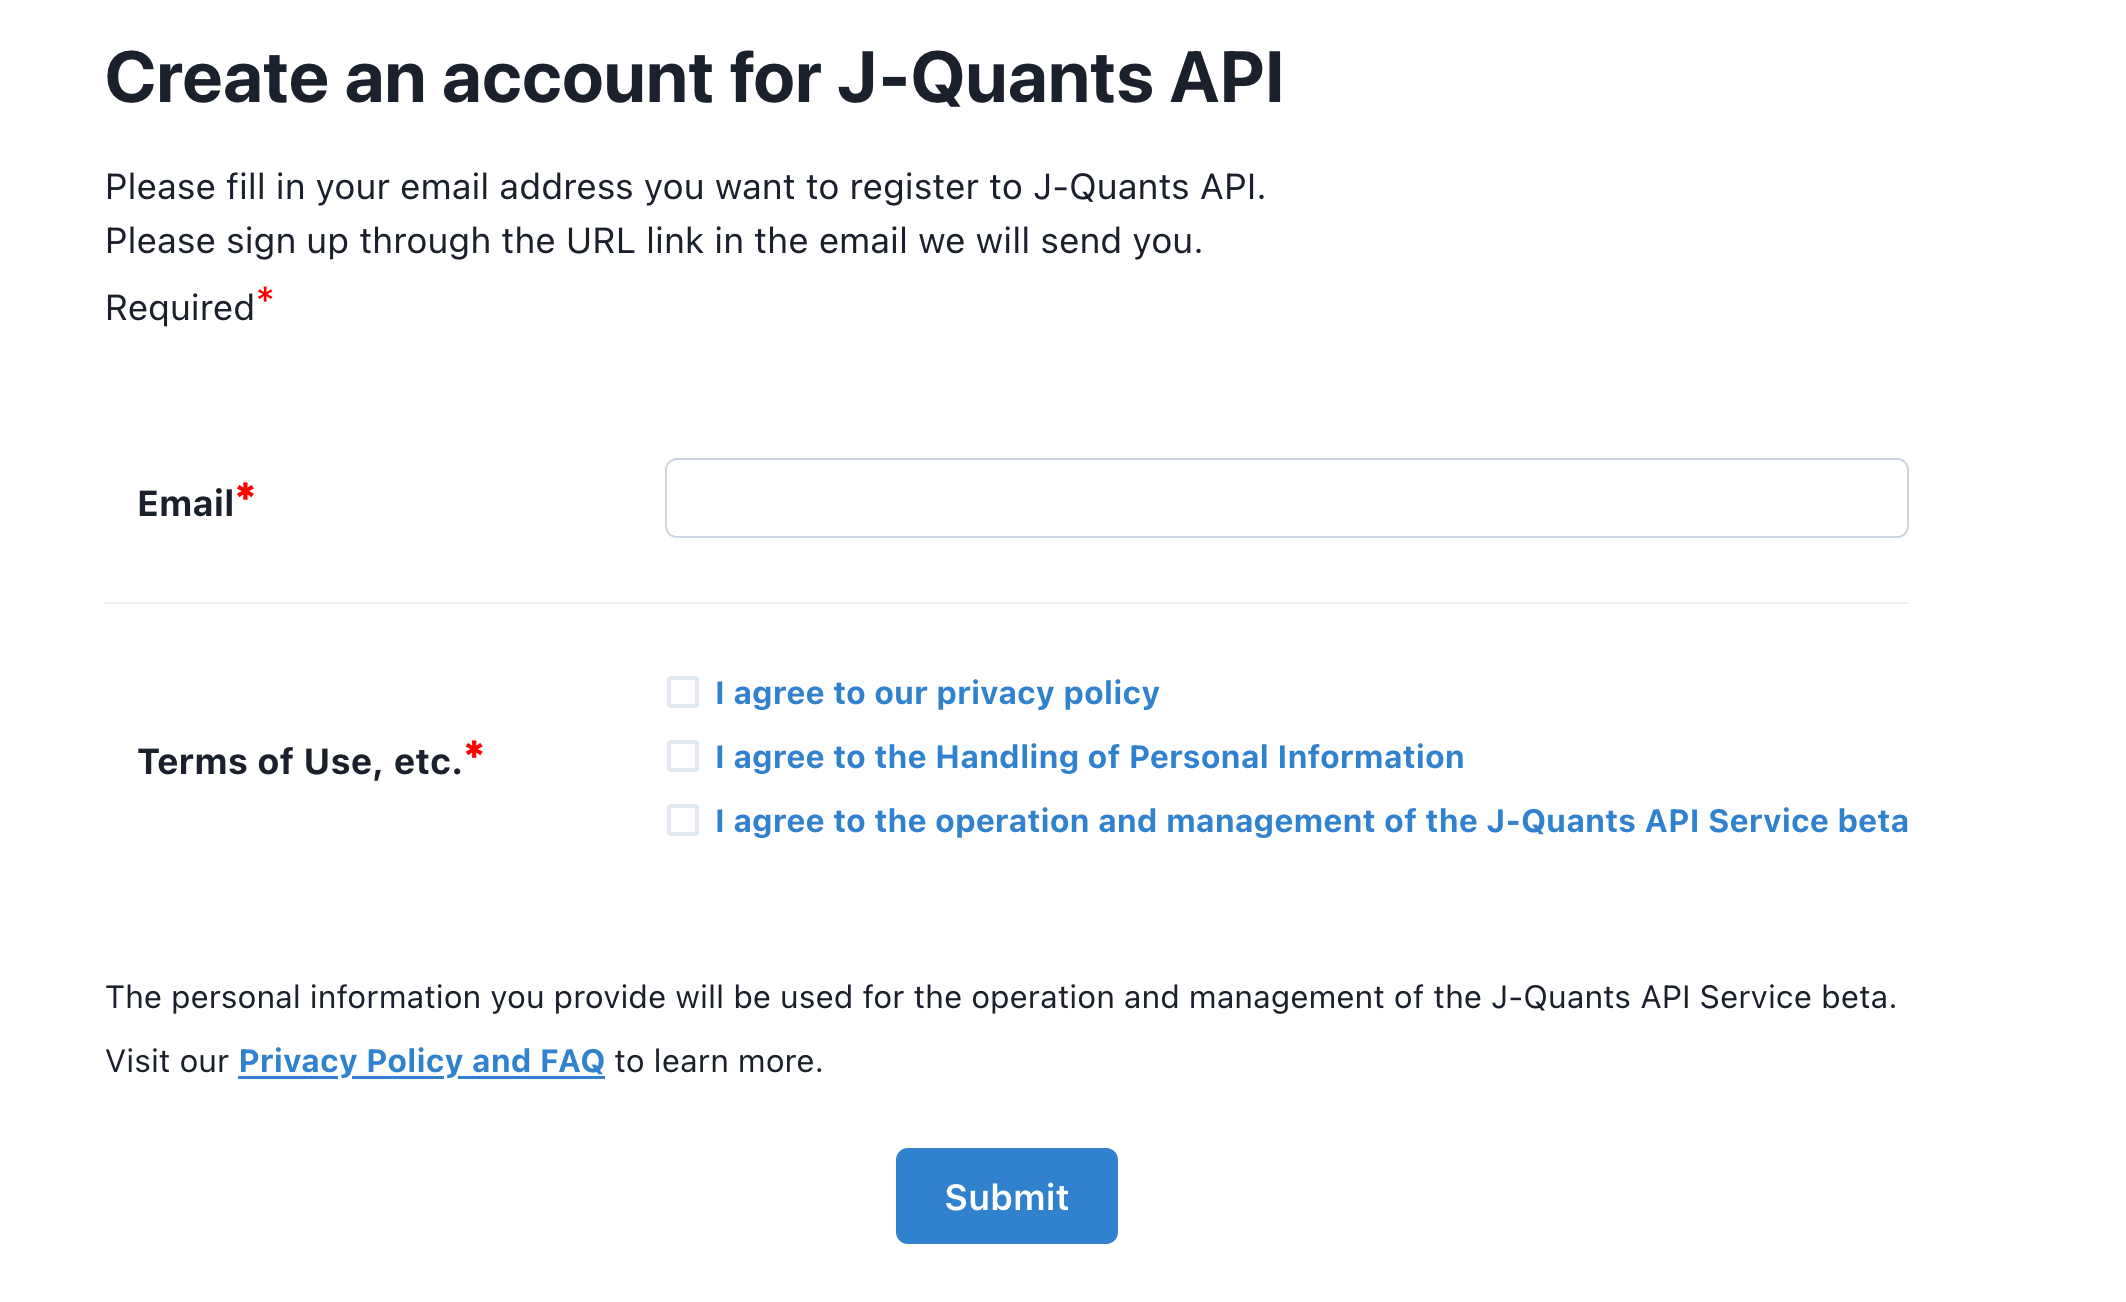 Create an account for J-Quants API
Please fill in your email address you want to register to J-Quants API.
Please sign up through the URL link in the email we will send you.
Required*
Email*
Terms of Use, etc.*
I agree to our privacy policy
I agree to the Handling of Personal Information
I agree to the operation and management of the J-Quants API Service beta
The personal information you provide will be used for the operation and management of the J-Quants API Service beta.
Visit our Privacy Policy and FAQ to learn more.
Submit